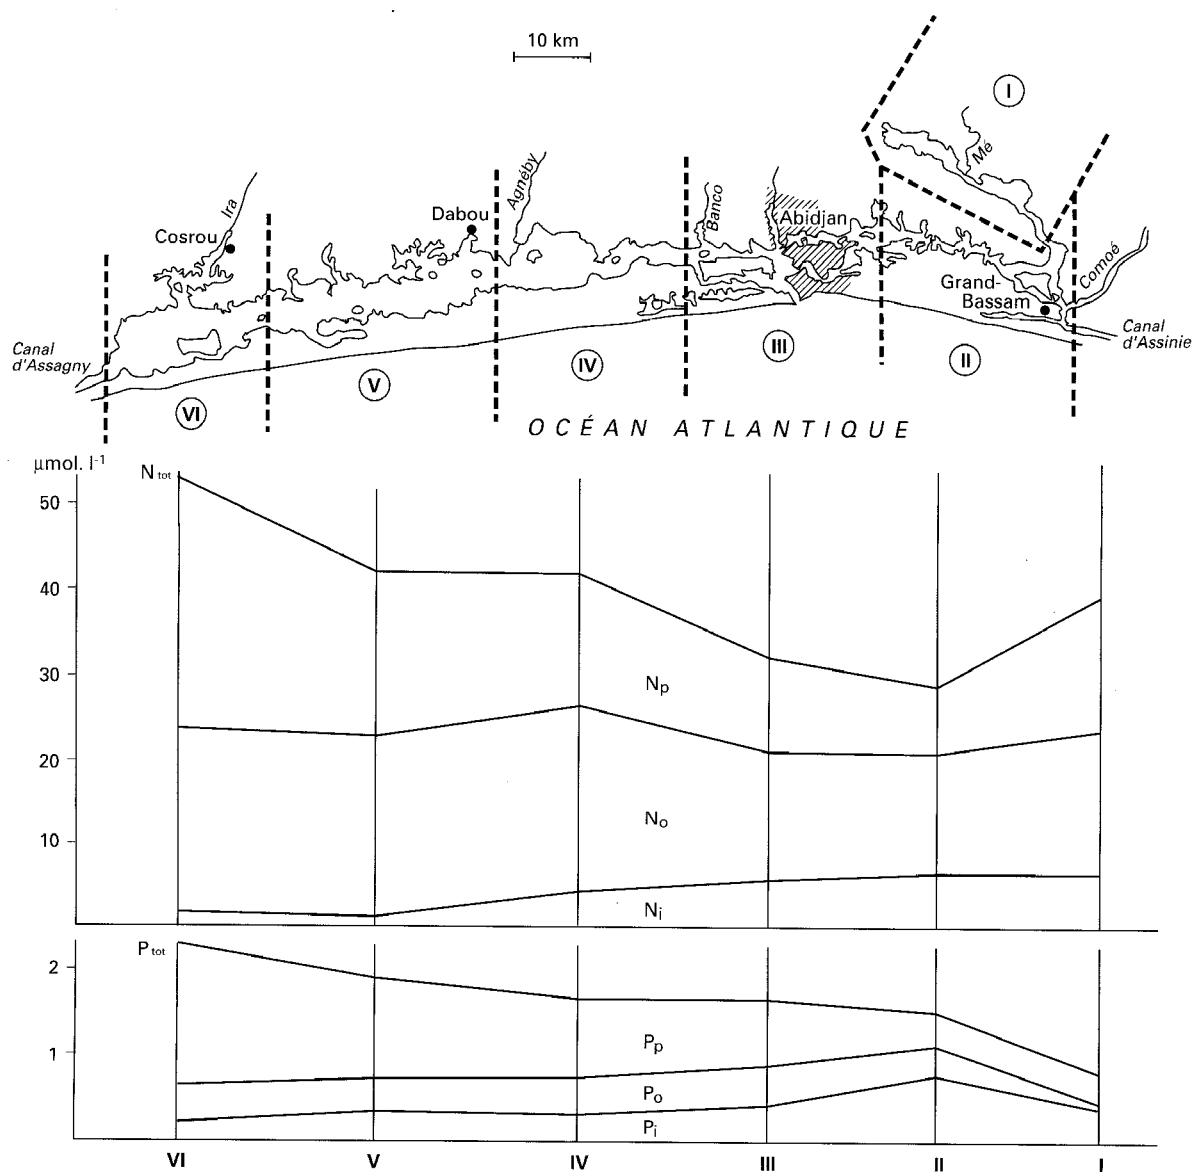 10 km
I
Mé
Agnéby
Ira
Banco
Dabou
Abidjan
Cosrou
Comoé
Grand-
Bassam
Canal
d'Assagny
Canal
d'Assinie
VI
V
IV
III
II
OCÉAN ATLANTIQUE
µmol. l⁻¹
N tot
50
40
30
20
10
Np
No
Ni
P tot
2
1
Pp
Po
Pi
VI V IV III II I